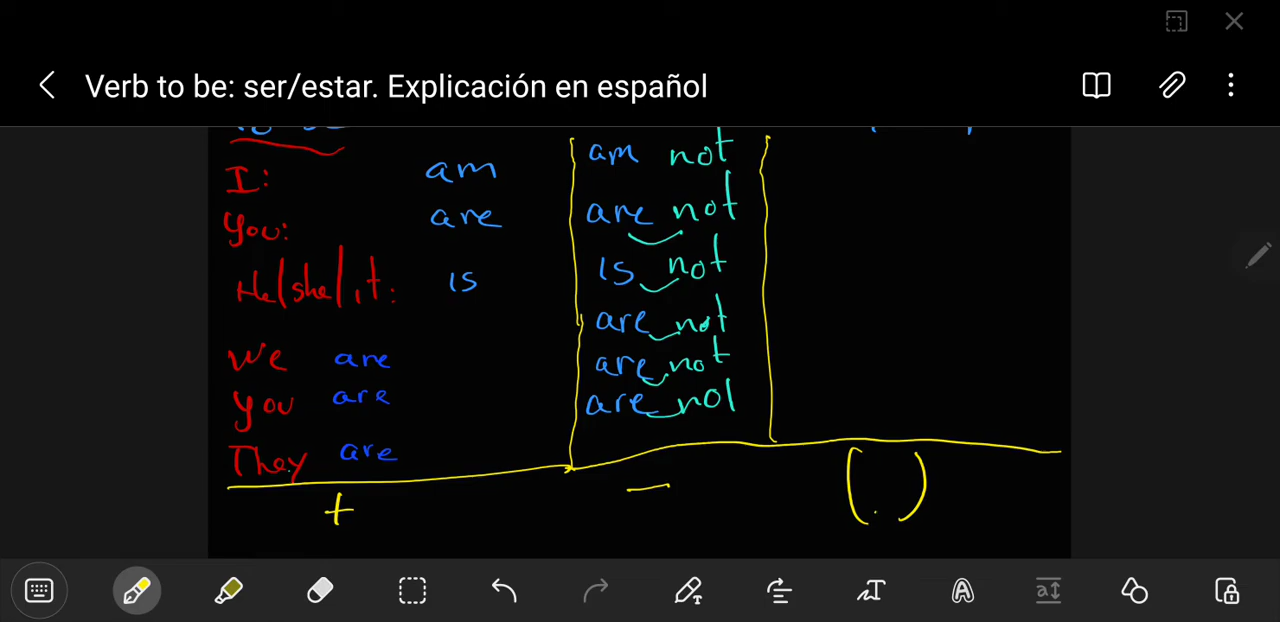 Verb to be: ser/estar. Explicación en español
I: am am not
You: are are not
He/she/it: is is not
We are are not
You are are not
They are are not
+ - (.)